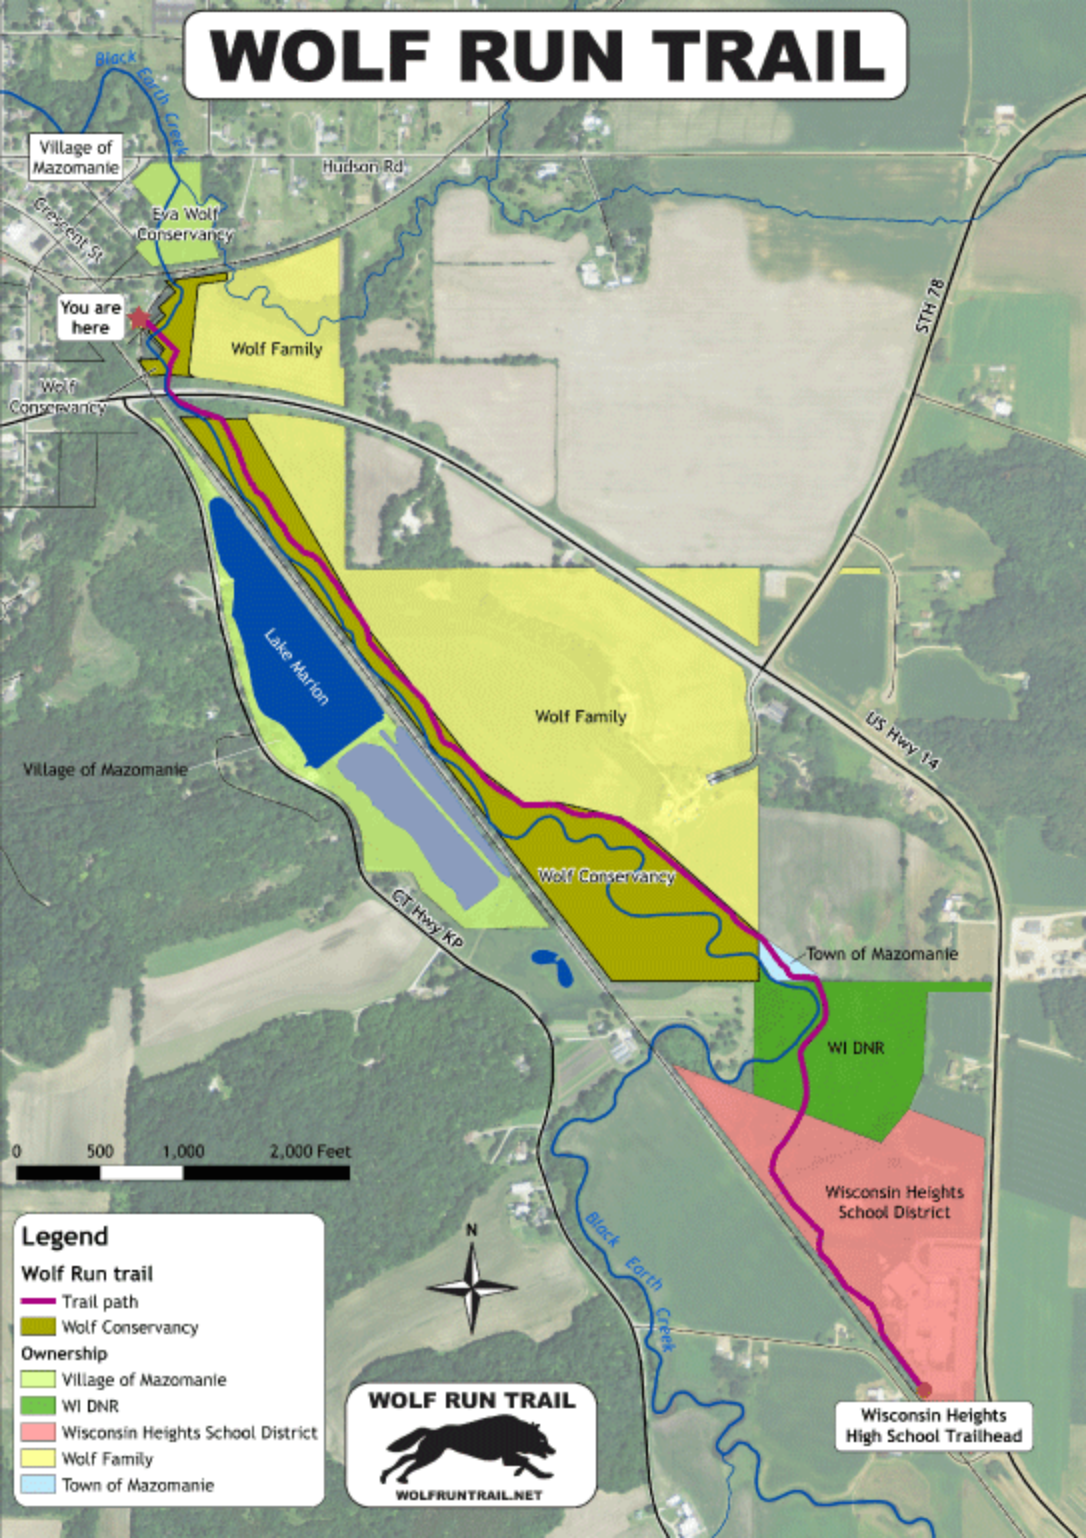 WOLF RUN TRAIL
Black Earth Creek
Village of
Mazomanie
Hudson Rd
Crescent St
Eva Wolf
Conservancy
You are
here
Wolf Family
STH 78
Wolf
Conservancy
Lake Marion
Wolf Family
US Hwy 14
Village of Mazomanie
Wolf Conservancy
CT Hwy KP
Town of Mazomanie
WI DNR
0 500 1,000 2,000 Feet
Wisconsin Heights
School District
Black Earth Creek
N
Legend
Wolf Run trail
Trail path
Wolf Conservancy
Ownership
Village of Mazomanie
WI DNR
Wisconsin Heights School District
Wolf Family
Town of Mazomanie
WOLF RUN TRAIL
WOLFRUNTRAIL.NET
Wisconsin Heights
High School Trailhead